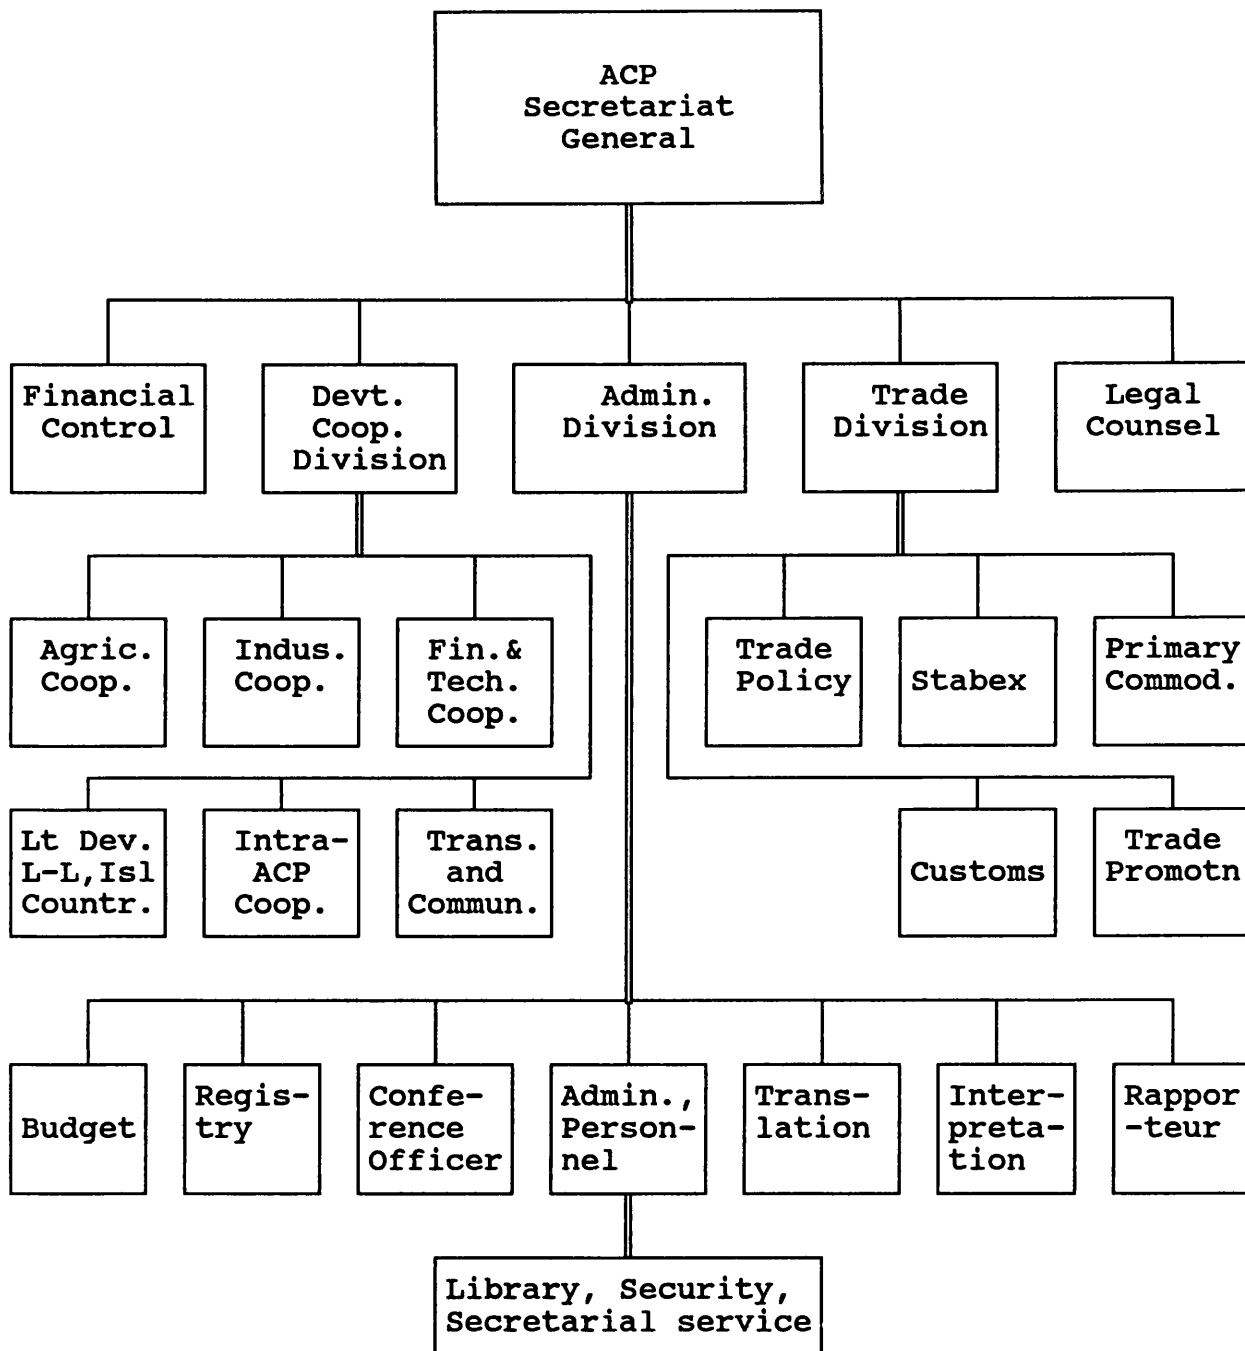 ACP
Secretariat
General
Financial
Control
Devt.
Coop.
Division
Admin.
Division
Trade
Division
Legal
Counsel
Agric.
Coop.
Indus.
Coop.
Fin.&
Tech.
Coop.
Trade
Policy
Stabex
Primary
Commod.
Lt Dev.
L-L,Isl
Countr.
Intra-
ACP
Coop.
Trans.
and
Commun.
Customs
Trade
Promotn
Budget
Regis-
try
Confe-
rence
Officer
Admin.,
Person-
nel
Trans-
lation
Inter-
preta-
tion
Rappor
-teur
Library, Security,
Secretarial service